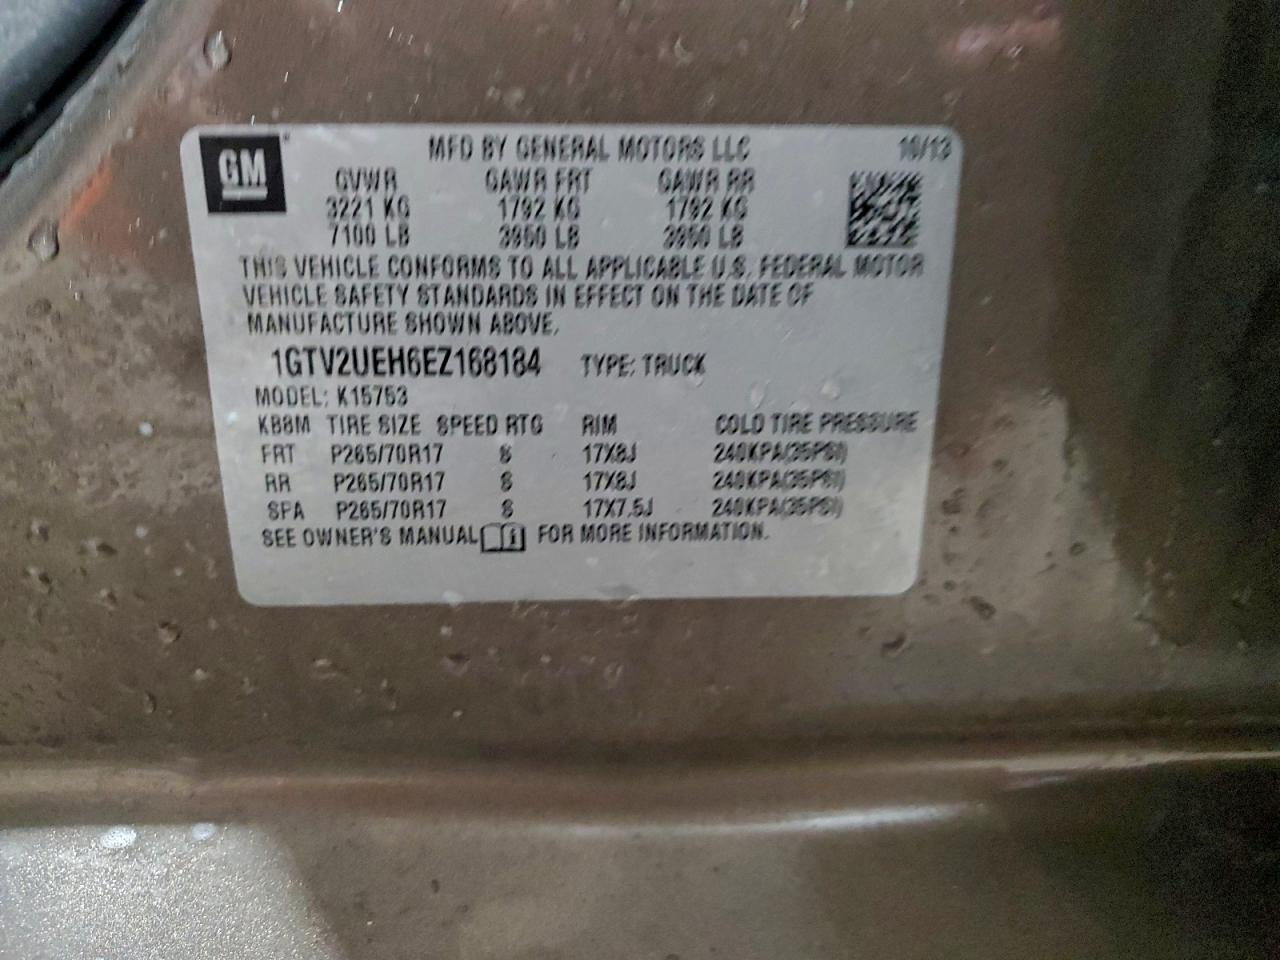 GM MFD BY GENERAL MOTORS LLC 10/13
GVWR GAWR FRT GAWR RR
3221 KG 1792 KG 1792 KG
7100 LB 3950 LB 3950 LB
THIS VEHICLE CONFORMS TO ALL APPLICABLE U.S. FEDERAL MOTOR
VEHICLE SAFETY STANDARDS IN EFFECT ON THE DATE OF
MANUFACTURE SHOWN ABOVE.
1GTV2UEH6EZ168184 TYPE: TRUCK
MODEL: K15753
KB8M TIRE SIZE SPEED RTG RIM COLD TIRE PRESSURE
FRT P265/70R17 S 17X8J 240KPA(35PSI)
RR P265/70R17 S 17X8J 240KPA(35PSI)
SPA P265/70R17 S 17X7.5J 240KPA(35PSI)
SEE OWNER'S MANUAL FOR MORE INFORMATION.